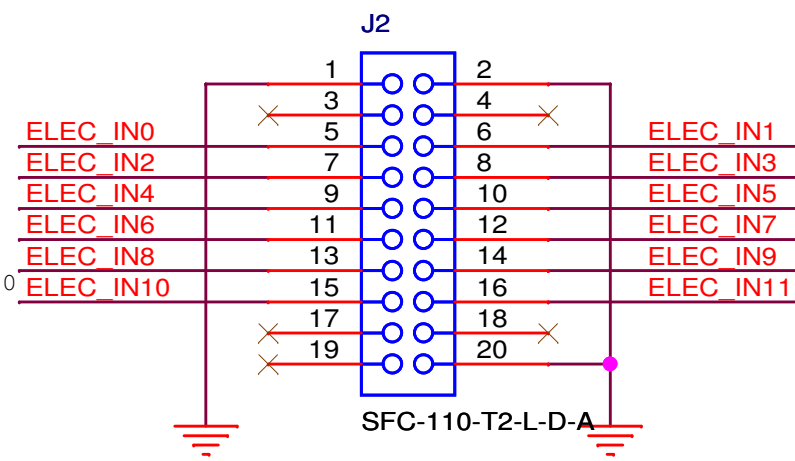 J2
1 2
3 4
ELEC_IN0 5 6 ELEC_IN1
ELEC_IN2 7 8 ELEC_IN3
ELEC_IN4 9 10 ELEC_IN5
ELEC_IN6 11 12 ELEC_IN7
ELEC_IN8 13 14 ELEC_IN9
0 ELEC_IN10 15 16 ELEC_IN11
17 18
19 20
SFC-110-T2-L-D-A